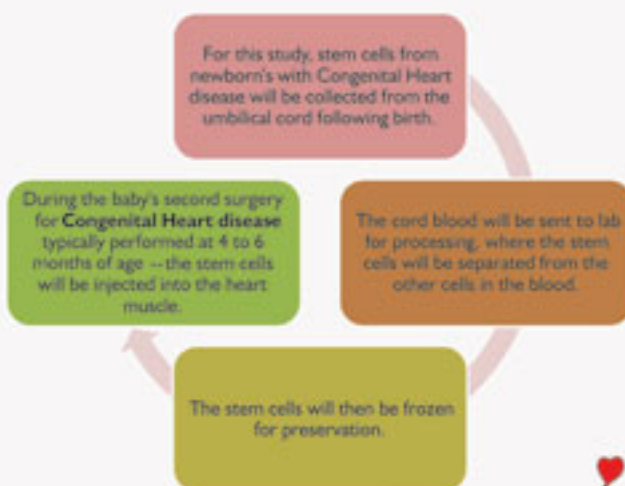 For this study, stem cells from
newborn's with Congenital Heart
disease will be collected from the
umbilical cord following birth.
The cord blood will be sent to lab
for processing, where the stem
cells will be separated from the
other cells in the blood.
The stem cells will then be frozen
for preservation.
During the baby's second surgery
for Congenital Heart disease
typically performed at 4 to 6
months of age --the stem cells
will be injected into the heart
muscle.